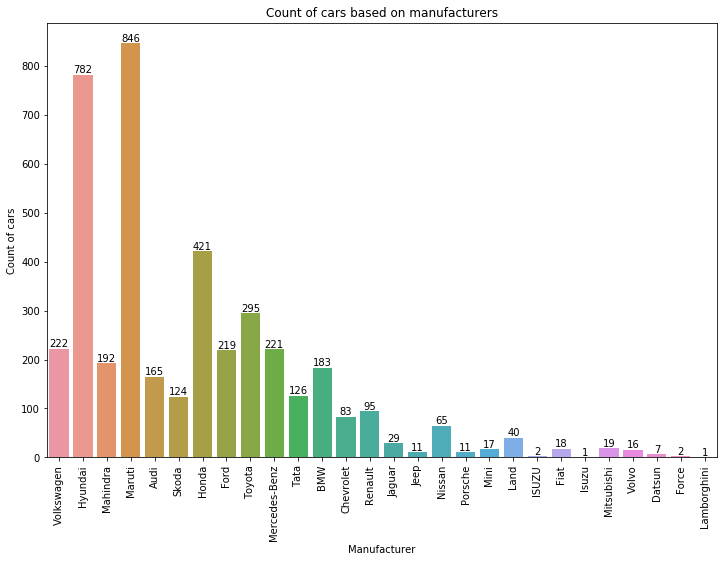 Count of cars based on manufacturers
Count of cars
800
700
600
500
400
300
200
100
0
222
782
192
846
165
124
421
219
295
221
126
183
83
95
29
11
65
11
17
40
2
18
1
19
16
7
2
1
Volkswagen
Hyundai
Mahindra
Maruti
Audi
Skoda
Honda
Ford
Toyota
Mercedes-Benz
Tata
BMW
Chevrolet
Renault
Jaguar
Jeep
Nissan
Porsche
Mini
Land
ISUZU
Fiat
Isuzu
Mitsubishi
Volvo
Datsun
Force
Lamborghini
Manufacturer